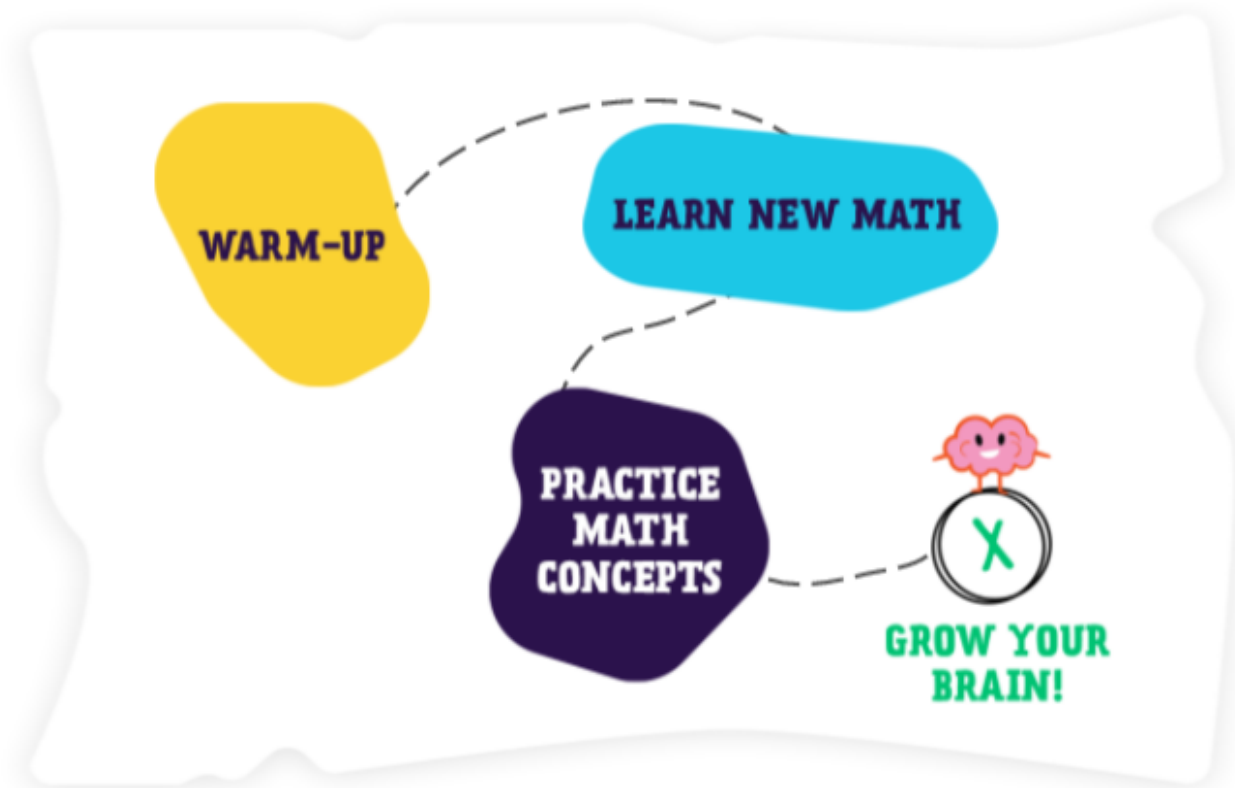 WARM-UP
LEARN NEW MATH
PRACTICE
MATH
CONCEPTS
X
GROW YOUR
BRAIN!